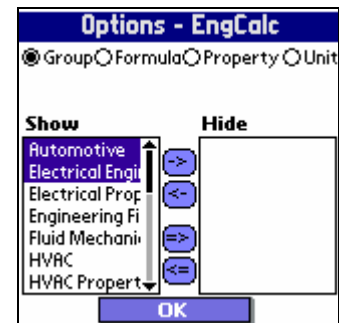 Options - EngCalc
Group Formula Property Unit
Show Hide
Automotive
Electrical Engi
Electrical Prop
Engineering Fi
Fluid Mechani
HVAC
HVAC Propert
->
<-
=>
<=
OK